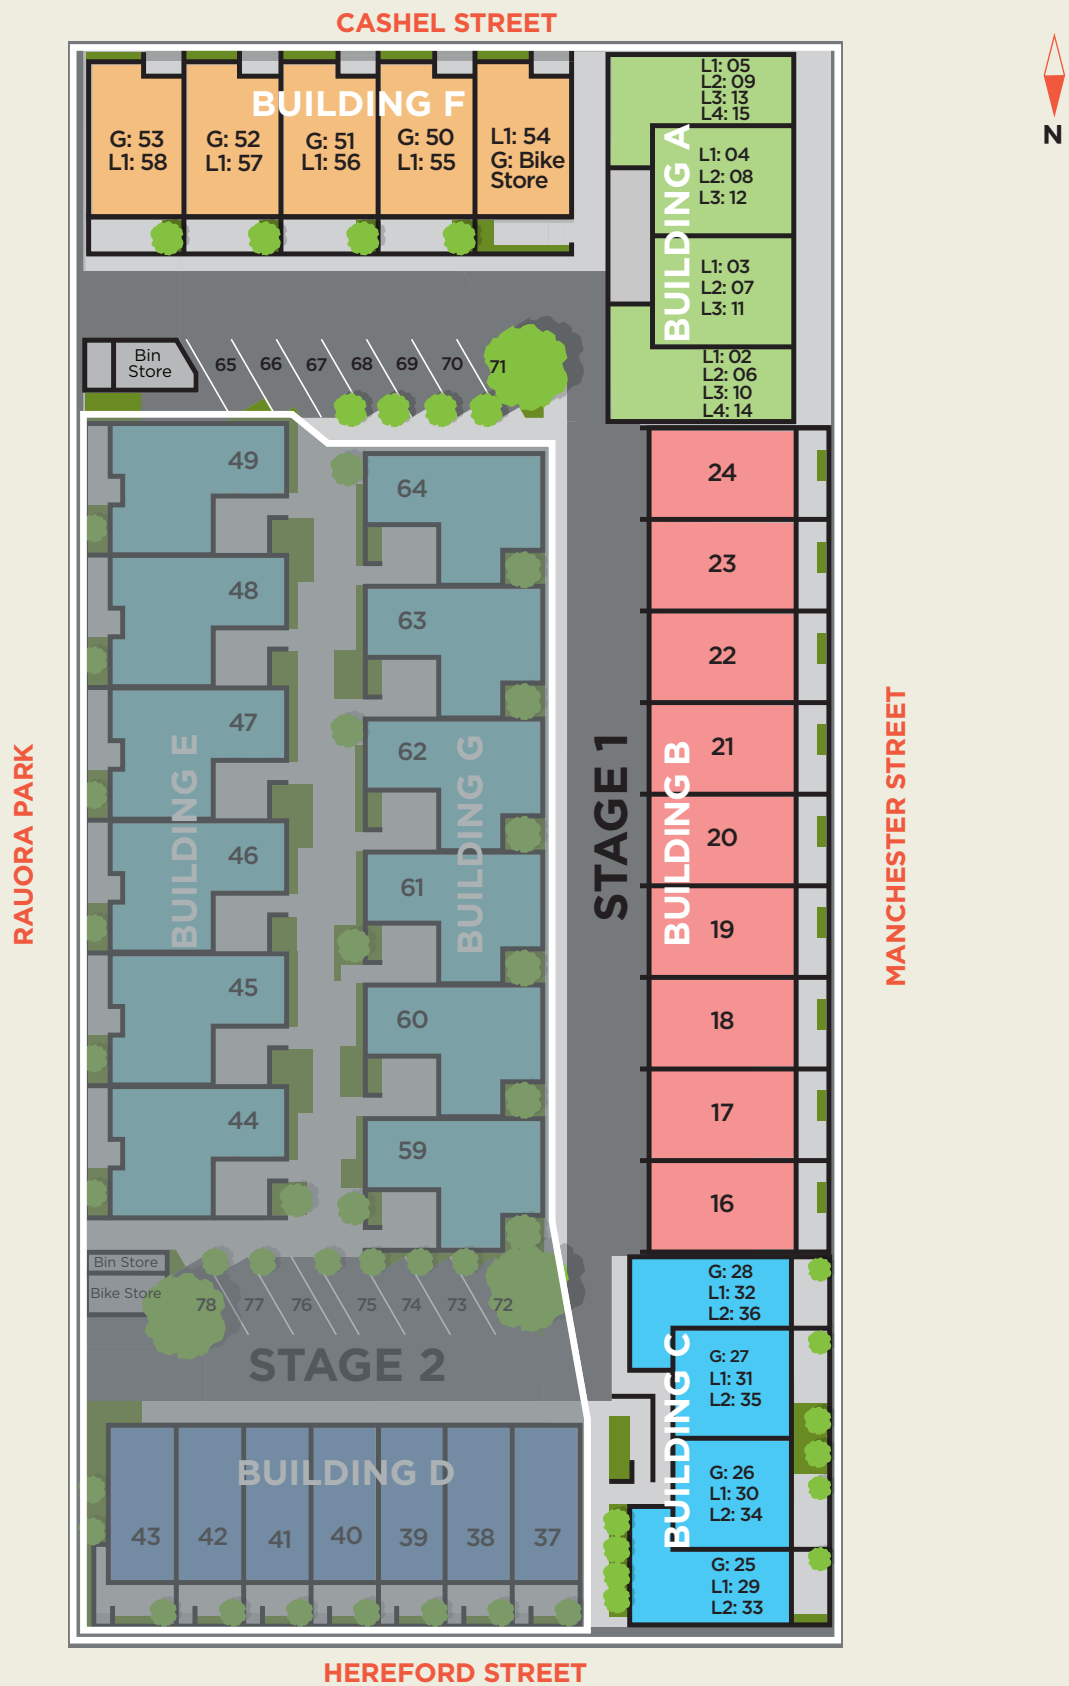 CASHEL STREET
N
BUILDING F
G: 53
L1: 58
G: 52
L1: 57
G: 51
L1: 56
G: 50
L1: 55
L1: 54
G: Bike
Store
BUILDING A
L1: 05
L2: 09
L3: 13
L4: 15
L1: 04
L2: 08
L3: 12
L1: 03
L2: 07
L3: 11
L1: 02
L2: 06
L3: 10
L4: 14
Bin
Store
65
66
67
68
69
70
71
49
48
47
46
45
44
BUILDING E
64
63
62
61
60
59
BUILDING G
STAGE 1
24
23
22
21
20
19
18
17
16
BUILDING B
RAUORA PARK
MANCHESTER STREET
Bin Store
Bike Store
78
77
76
75
74
73
72
STAGE 2
BUILDING C
G: 28
L1: 32
L2: 36
G: 27
L1: 31
L2: 35
G: 26
L1: 30
L2: 34
G: 25
L1: 29
L2: 33
BUILDING D
43
42
41
40
39
38
37
HEREFORD STREET